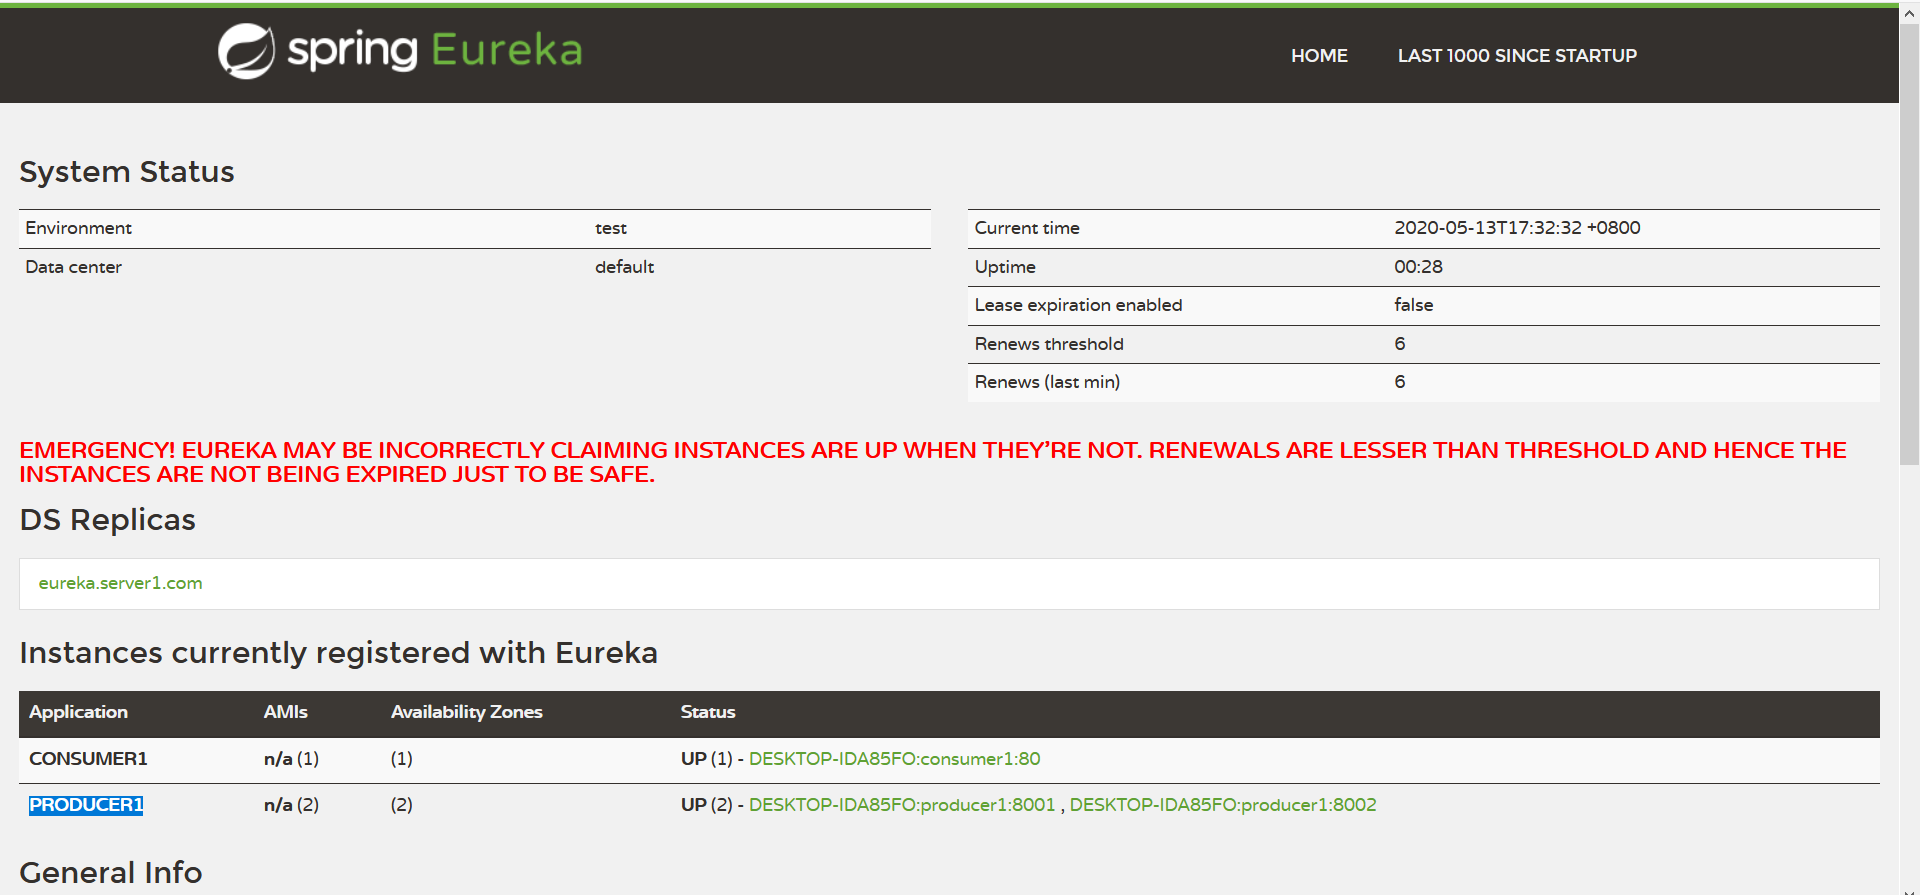 spring Eureka
HOME LAST 1000 SINCE STARTUP
System Status
Environment test
Data center default
Current time 2020-05-13T17:32:32 +0800
Uptime 00:28
Lease expiration enabled false
Renews threshold 6
Renews (last min) 6
EMERGENCY! EUREKA MAY BE INCORRECTLY CLAIMING INSTANCES ARE UP WHEN THEY'RE NOT. RENEWALS ARE LESSER THAN THRESHOLD AND HENCE THE
INSTANCES ARE NOT BEING EXPIRED JUST TO BE SAFE.
DS Replicas
eureka.server1.com
Instances currently registered with Eureka
Application AMIs Availability Zones Status
CONSUMER1 n/a (1) (1) UP (1) - DESKTOP-IDA85FO:consumer1:80
PRODUCER1 n/a (2) (2) UP (2) - DESKTOP-IDA85FO:producer1:8001 , DESKTOP-IDA85FO:producer1:8002
General Info